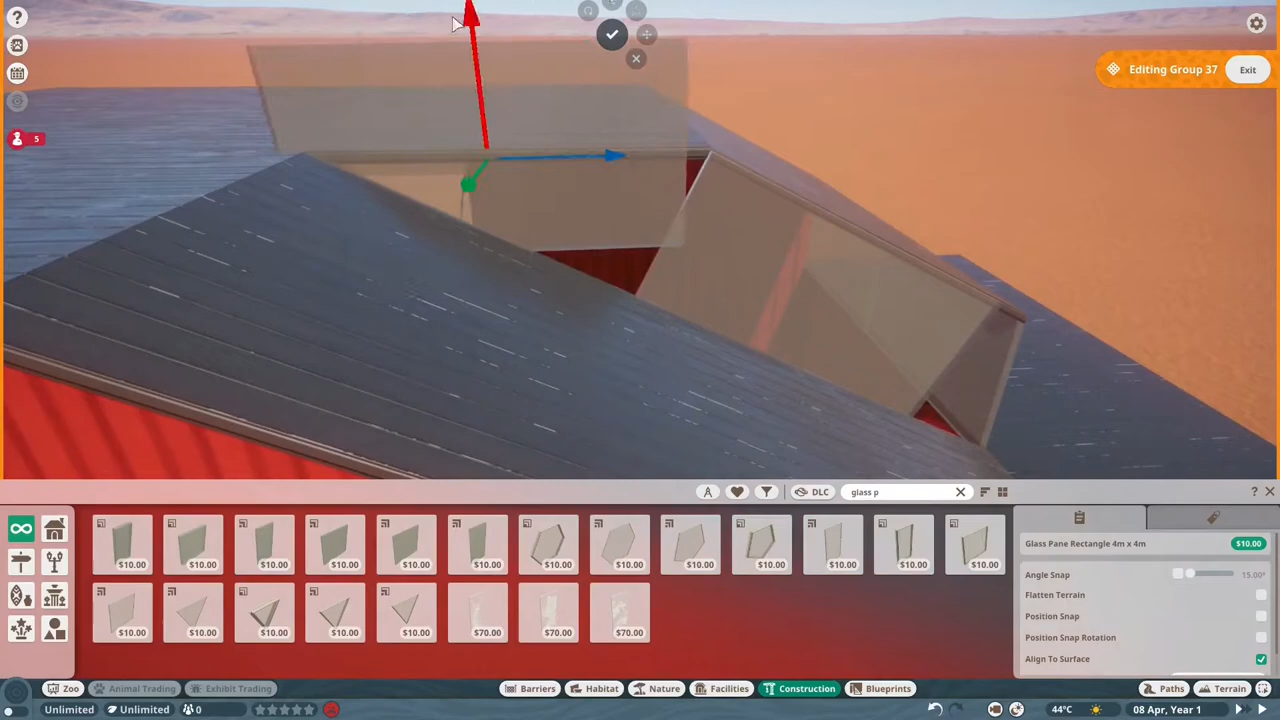 ?
Editing Group 37
Exit
5
DLC
glass p
?
$10.00 $10.00 $10.00 $10.00 $10.00 $10.00 $10.00 $10.00 $10.00 $10.00 $10.00 $10.00 $10.00
$10.00 $10.00 $10.00 $10.00 $10.00 $70.00 $70.00 $70.00
Glass Pane Rectangle 4m x 4m $10.00
Angle Snap 15.00°
Flatten Terrain
Position Snap
Position Snap Rotation
Align To Surface
Zoo Animal Trading Exhibit Trading Barriers Habitat Nature Facilities Construction Blueprints Paths Terrain
Unlimited Unlimited 0 44°C 08 Apr, Year 1